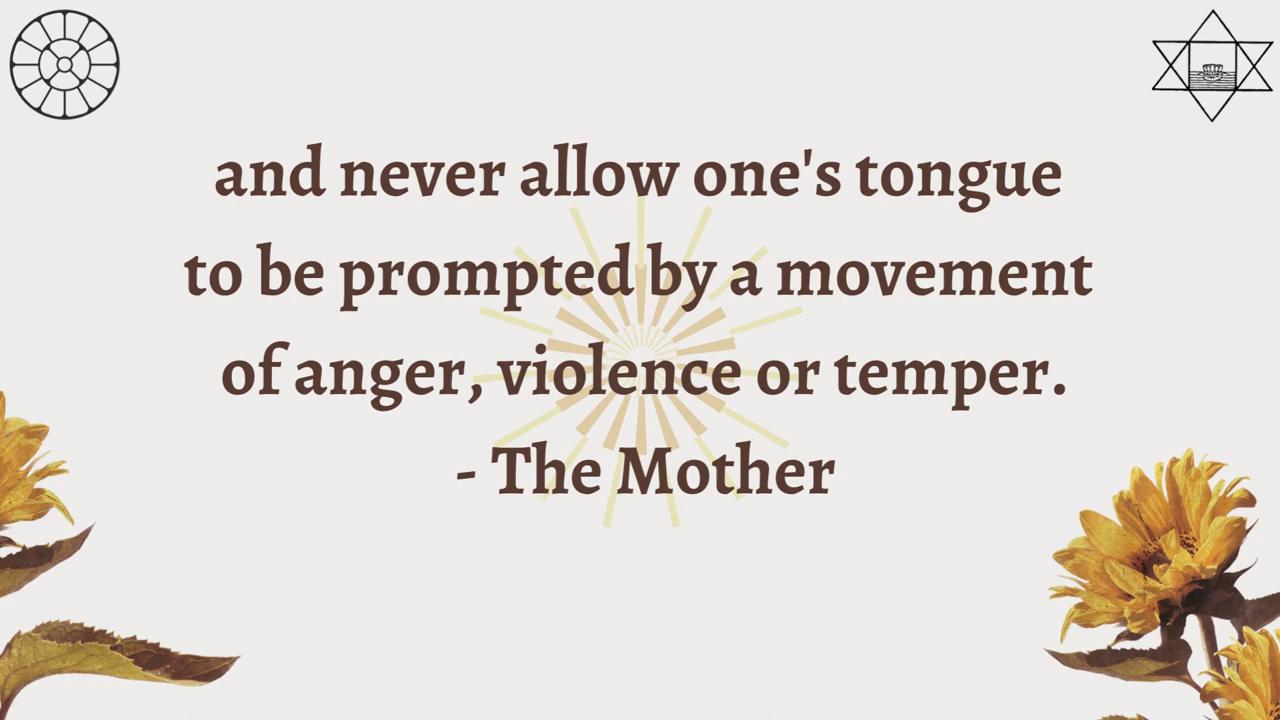 and never allow one's tongue
to be prompted by a movement
of anger, violence or temper.
- The Mother